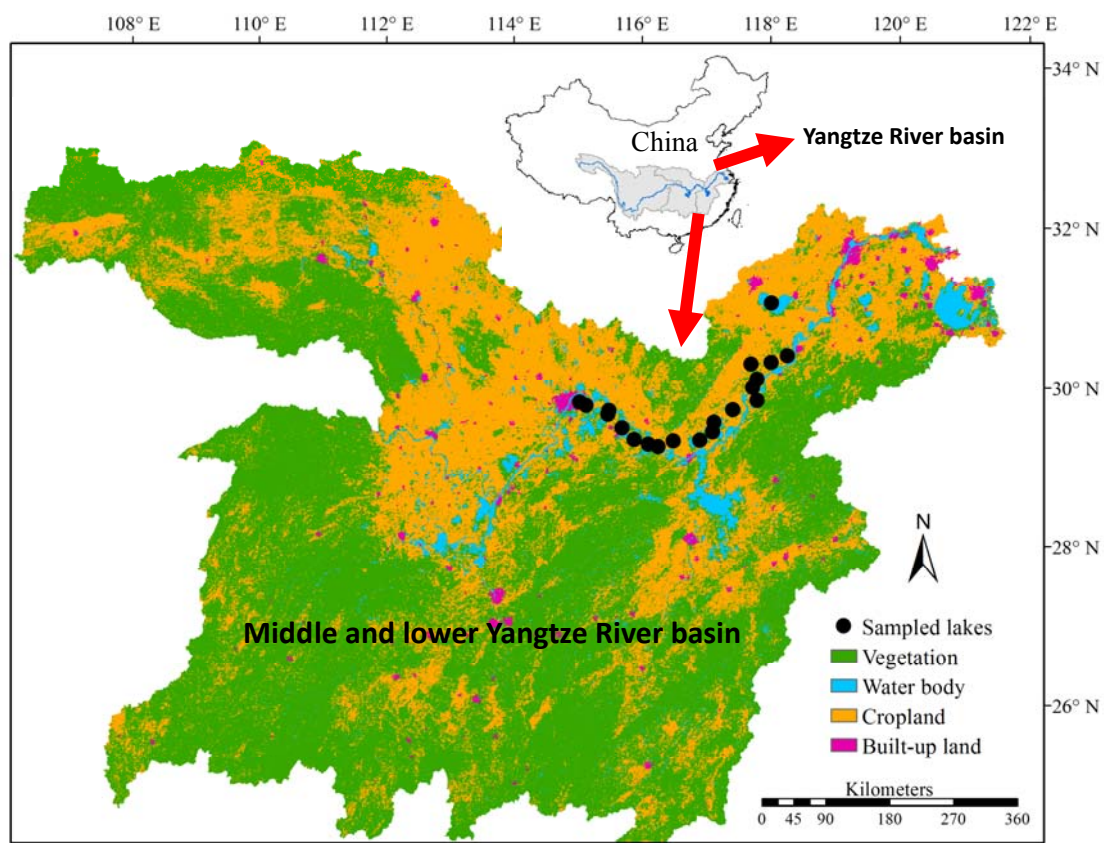 108° E 110° E 112° E 114° E 116° E 118° E 120° E 122° E
34° N
China
Yangtze River basin
32° N
30° N
28° N
N
Middle and lower Yangtze River basin
Sampled lakes
Vegetation
Water body
Cropland
Built-up land
26° N
Kilometers
0 45 90 180 270 360